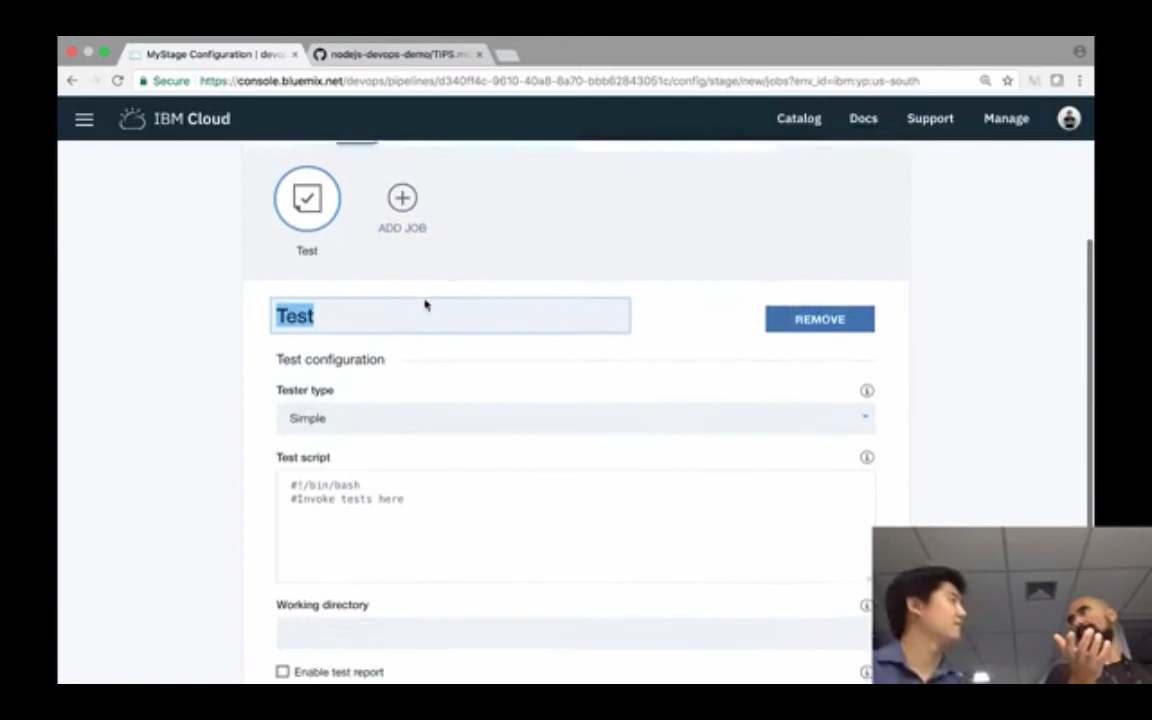 MyStage Configuration | devo
nodejs-devops-demo/TIPS.m
Secure https://console.bluemix.net/devops/pipelines/d340ff4c-9610-40a8-8a70-bbb62843051c/config/stage/new/jobs?env_id=ibm:yp:us-south
IBM Cloud
Catalog Docs Support Manage
ADD JOB
Test
Test
REMOVE
Test configuration
Tester type
Simple
Test script
#!/bin/bash
#Invoke tests here
Working directory
Enable test report